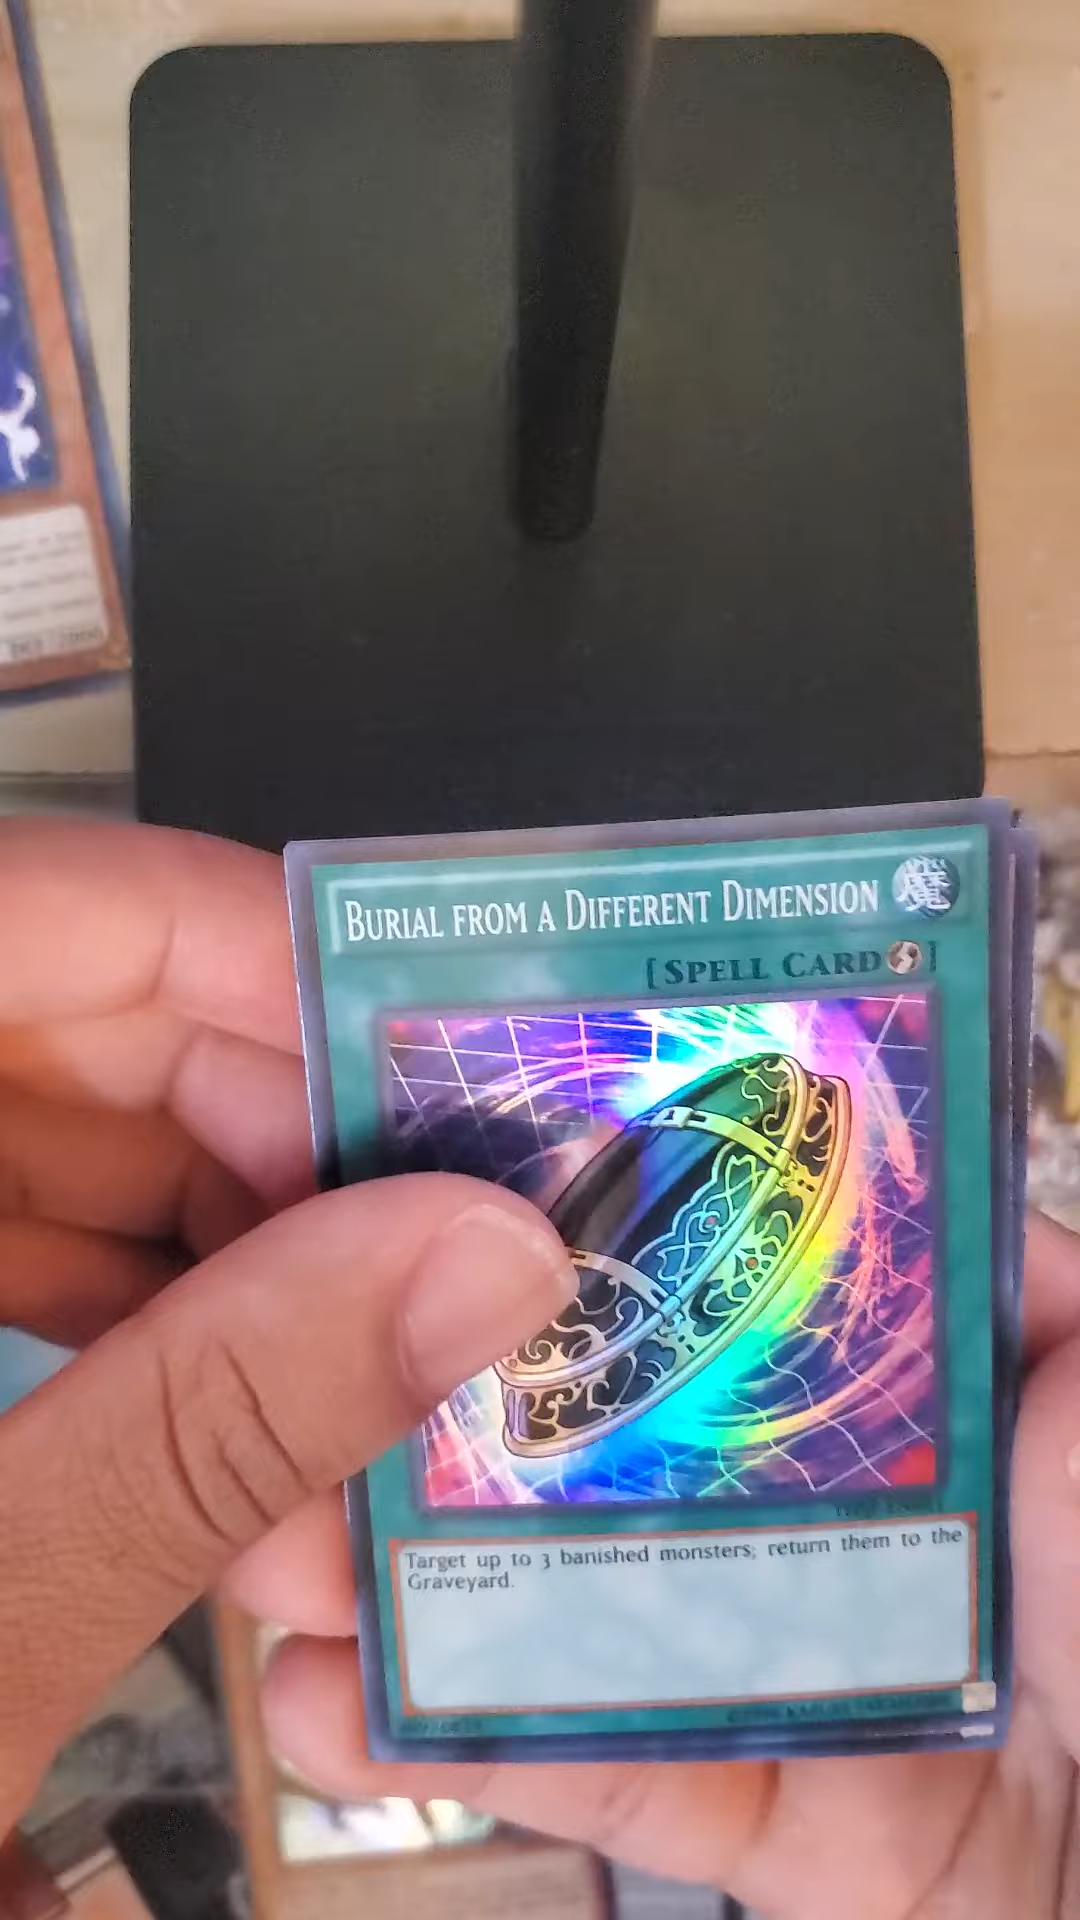 BURIAL FROM A DIFFERENT DIMENSION 魔
[SPELL CARD]
Target up to 3 banished monsters; return them to the
Graveyard.